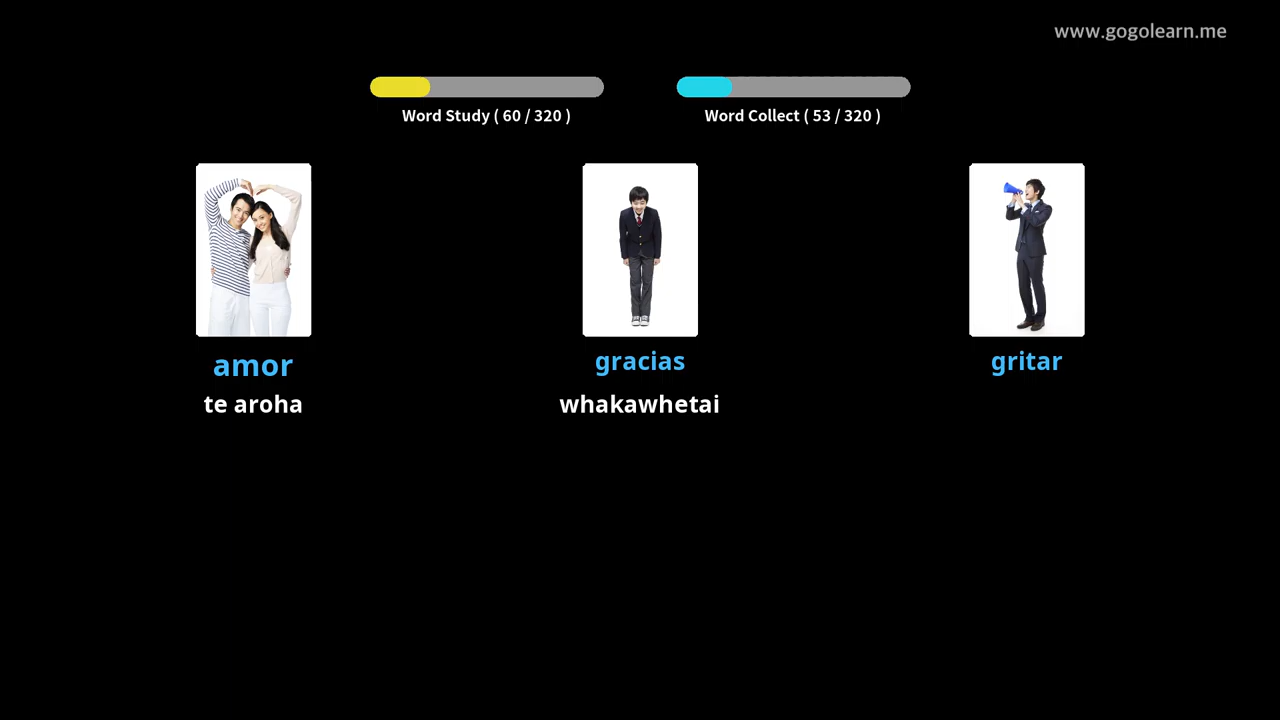 www.gogolearn.me
Word Study ( 60 / 320 )
Word Collect ( 53 / 320 )
amor
gracias
gritar
te aroha
whakawhetai